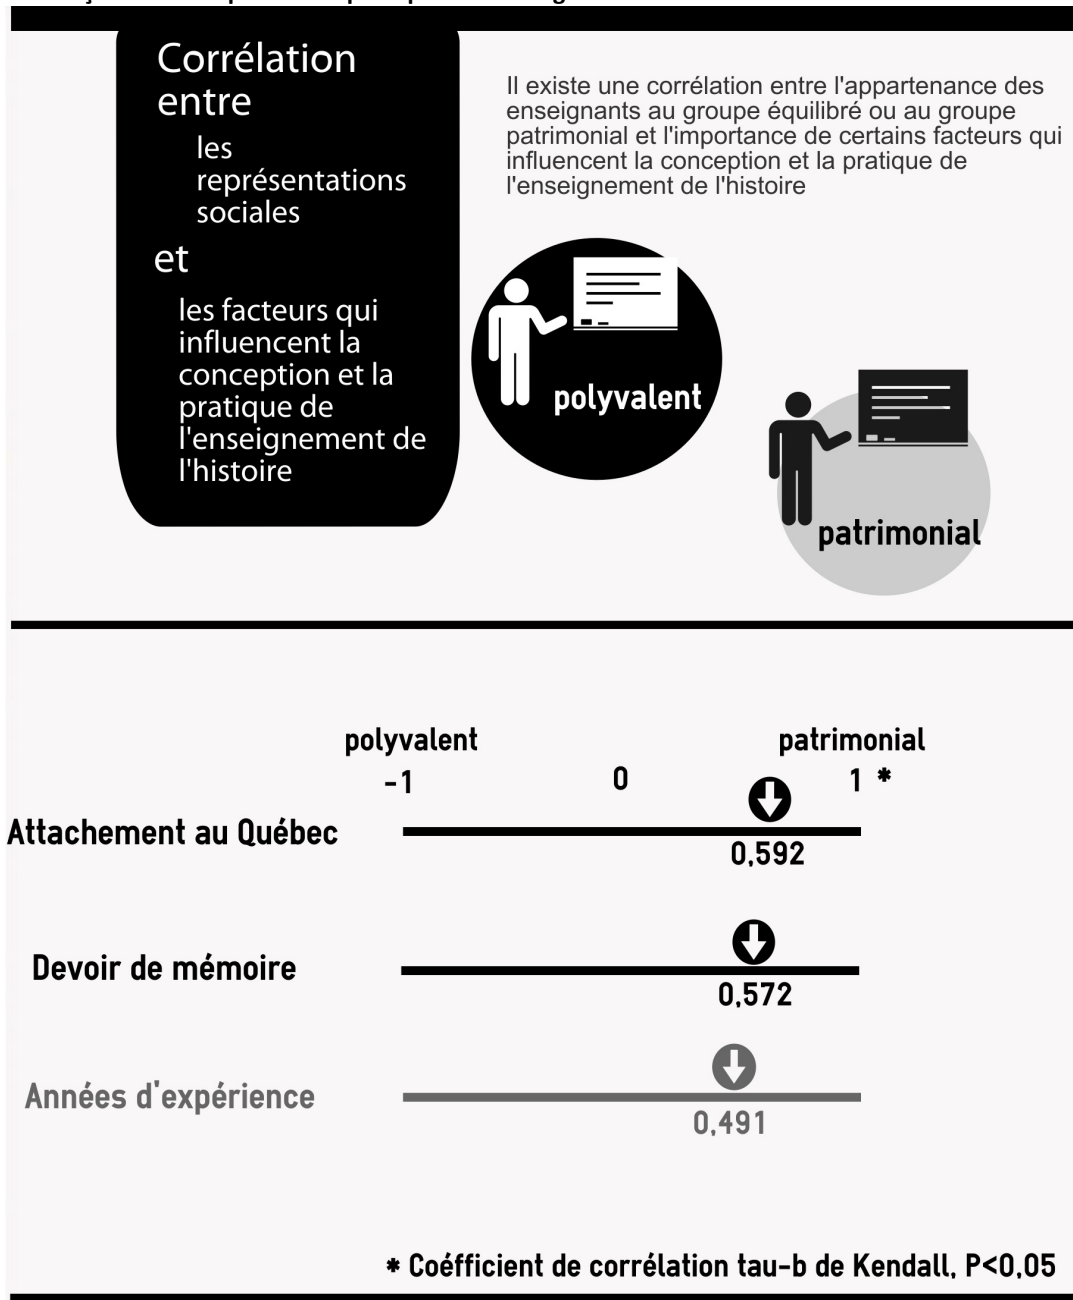 Corrélation
entre
les
représentations
sociales
et
les facteurs qui
influencent la
conception et la
pratique de
l'enseignement de
l'histoire
Il existe une corrélation entre l'appartenance des
enseignants au groupe équilibré ou au groupe
patrimonial et l'importance de certains facteurs qui
influencent la conception et la pratique de
l'enseignement de l'histoire
polyvalent
patrimonial
polyvalent patrimonial
-1 0 1 *
Attachement au Québec
0,592
Devoir de mémoire
0,572
Années d'expérience
0,491
* Coéfficient de corrélation tau-b de Kendall, P<0,05